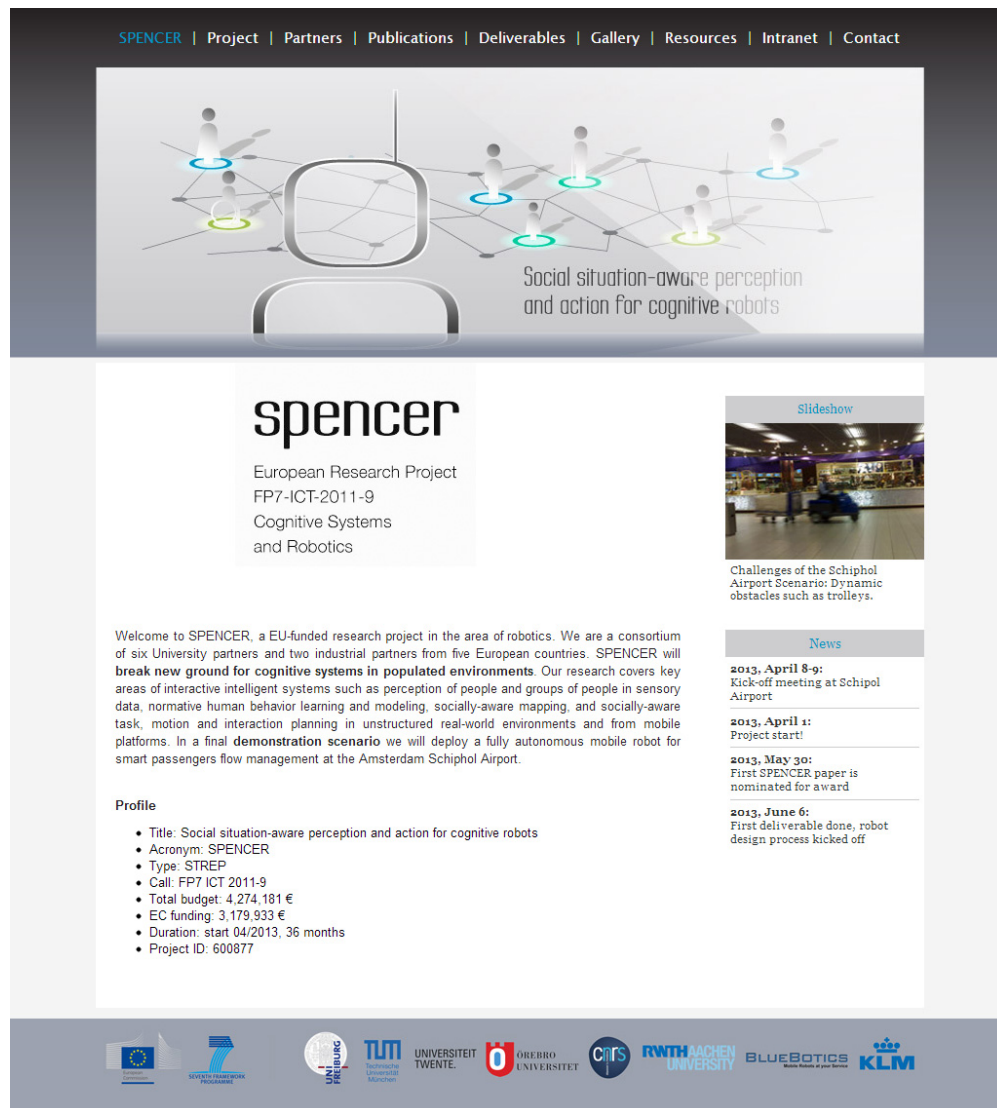 SPENCER | Project | Partners | Publications | Deliverables | Gallery | Resources | Intranet | Contact
Social situation-aware perception
and action for cognitive robots
spencer
European Research Project
FP7-ICT-2011-9
Cognitive Systems
and Robotics
Welcome to SPENCER, a EU-funded research project in the area of robotics. We are a consortium
of six University partners and two industrial partners from five European countries. SPENCER will
break new ground for cognitive systems in populated environments. Our research covers key
areas of interactive intelligent systems such as perception of people and groups of people in sensory
data, normative human behavior learning and modeling, socially-aware mapping, and socially-aware
task, motion and interaction planning in unstructured real-world environments and from mobile
platforms. In a final demonstration scenario we will deploy a fully autonomous mobile robot for
smart passengers flow management at the Amsterdam Schiphol Airport.
Profile
• Title: Social situation-aware perception and action for cognitive robots
• Acronym: SPENCER
• Type: STREP
• Call: FP7 ICT 2011-9
• Total budget: 4,274,181 €
• EC funding: 3,179,933 €
• Duration: start 04/2013, 36 months
• Project ID: 600877
Slideshow
Challenges of the Schiphol
Airport Scenario: Dynamic
obstacles such as trolleys.
News
2013, April 8-9:
Kick-off meeting at Schipol
Airport
2013, April 1:
Project start!
2013, May 30:
First SPENCER paper is
nominated for award
2013, June 6:
First deliverable done, robot
design process kicked off
European
Commission
SEVENTH FRAMEWORK
PROGRAMME
UNI
FREIBURG
TUM
Technische
Universität
München
UNIVERSITEIT
TWENTE.
ÖREBRO
UNIVERSITET
cnrs
RWTH AACHEN
UNIVERSITY
BLUEBOTICS
Mobile Robots at your Service
KLM